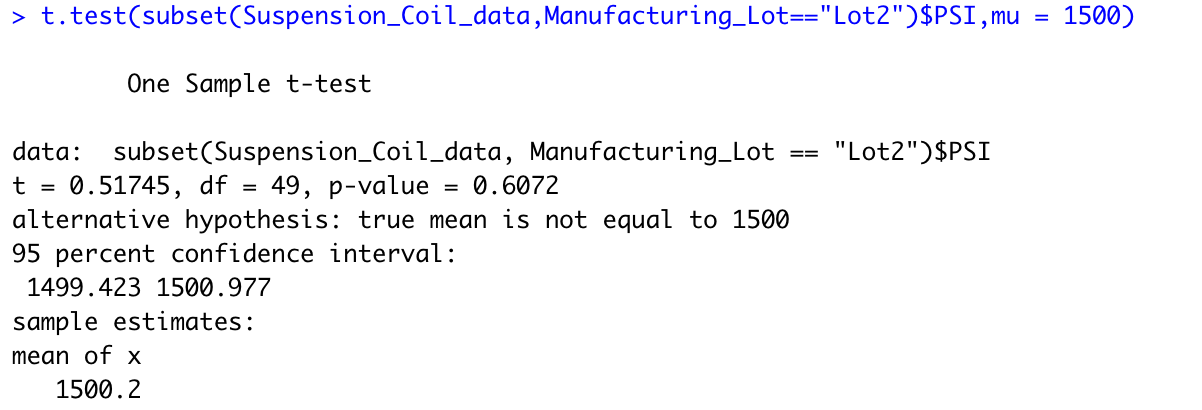 > t.test(subset(Suspension_Coil_data,Manufacturing_Lot=="Lot2")$PSI,mu = 1500)
One Sample t-test
data:  subset(Suspension_Coil_data, Manufacturing_Lot == "Lot2")$PSI
t = 0.51745, df = 49, p-value = 0.6072
alternative hypothesis: true mean is not equal to 1500
95 percent confidence interval:
1499.423 1500.977
sample estimates:
mean of x
1500.2